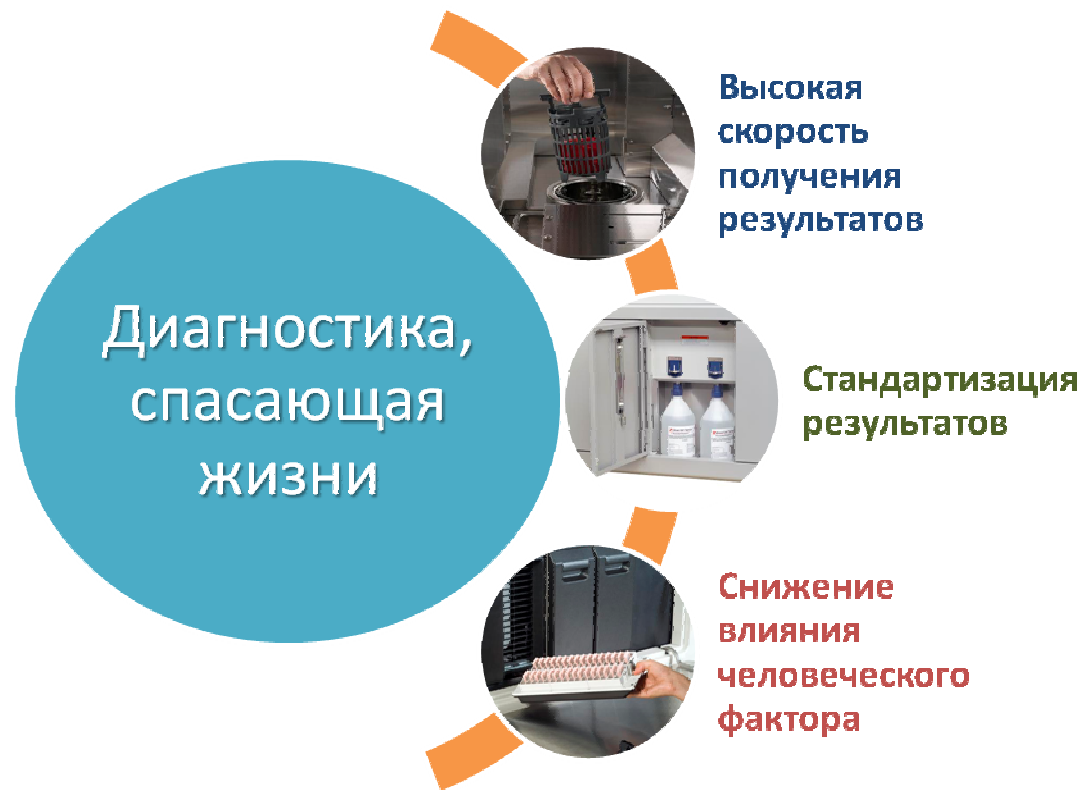 Диагностика,
спасающая
жизни
Высокая
скорость
получения
результатов
Стандартизация
результатов
Снижение
влияния
человеческого
фактора